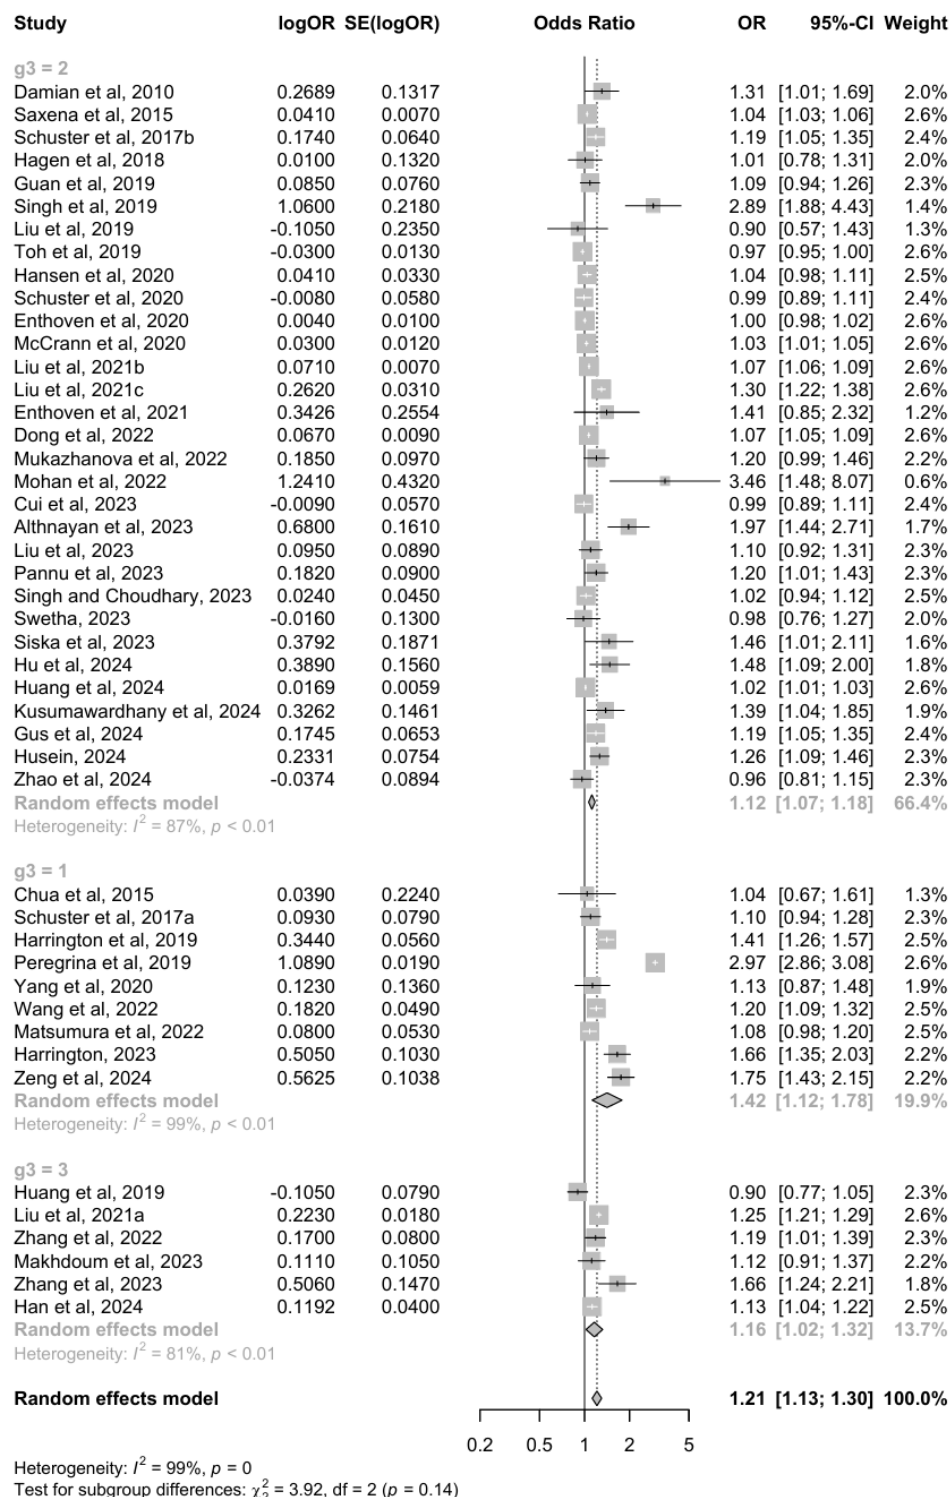 Study logOR SE(logOR) Odds Ratio OR 95%-CI Weight
g3 = 2
Damian et al, 2010 0.2689 0.1317 1.31 [1.01; 1.69] 2.0%
Saxena et al, 2015 0.0410 0.0070 1.04 [1.03; 1.06] 2.6%
Schuster et al, 2017b 0.1740 0.0640 1.19 [1.05; 1.35] 2.4%
Hagen et al, 2018 0.0100 0.1320 1.01 [0.78; 1.31] 2.0%
Guan et al, 2019 0.0850 0.0760 1.09 [0.94; 1.26] 2.3%
Singh et al, 2019 1.0600 0.2180 2.89 [1.88; 4.43] 1.4%
Liu et al, 2019 -0.1050 0.2350 0.90 [0.57; 1.43] 1.3%
Toh et al, 2019 -0.0300 0.0130 0.97 [0.95; 1.00] 2.6%
Hansen et al, 2020 0.0410 0.0330 1.04 [0.98; 1.11] 2.5%
Schuster et al, 2020 -0.0080 0.0580 0.99 [0.89; 1.11] 2.4%
Enthoven et al, 2020 0.0040 0.0100 1.00 [0.98; 1.02] 2.6%
McCrann et al, 2020 0.0300 0.0120 1.03 [1.01; 1.05] 2.6%
Liu et al, 2021b 0.0710 0.0070 1.07 [1.06; 1.09] 2.6%
Liu et al, 2021c 0.2620 0.0310 1.30 [1.22; 1.38] 2.6%
Enthoven et al, 2021 0.3426 0.2554 1.41 [0.85; 2.32] 1.2%
Dong et al, 2022 0.0670 0.0090 1.07 [1.05; 1.09] 2.6%
Mukazhanova et al, 2022 0.1850 0.0970 1.20 [0.99; 1.46] 2.2%
Mohan et al, 2022 1.2410 0.4320 3.46 [1.48; 8.07] 0.6%
Cui et al, 2023 -0.0090 0.0570 0.99 [0.89; 1.11] 2.4%
Althnayan et al, 2023 0.6800 0.1610 1.97 [1.44; 2.71] 1.7%
Liu et al, 2023 0.0950 0.0890 1.10 [0.92; 1.31] 2.3%
Pannu et al, 2023 0.1820 0.0900 1.20 [1.01; 1.43] 2.3%
Singh and Choudhary, 2023 0.0240 0.0450 1.02 [0.94; 1.12] 2.5%
Swetha, 2023 -0.0160 0.1300 0.98 [0.76; 1.27] 2.0%
Siska et al, 2023 0.3792 0.1871 1.46 [1.01; 2.11] 1.6%
Hu et al, 2024 0.3890 0.1560 1.48 [1.09; 2.00] 1.8%
Huang et al, 2024 0.0169 0.0059 1.02 [1.01; 1.03] 2.6%
Kusumawardhany et al, 2024 0.3262 0.1461 1.39 [1.04; 1.85] 1.9%
Gus et al, 2024 0.1745 0.0653 1.19 [1.05; 1.35] 2.4%
Husein, 2024 0.2331 0.0754 1.26 [1.09; 1.46] 2.3%
Zhao et al, 2024 -0.0374 0.0894 0.96 [0.81; 1.15] 2.3%
Random effects model 1.12 [1.07; 1.18] 66.4%
Heterogeneity: I² = 87%, p < 0.01
g3 = 1
Chua et al, 2015 0.0390 0.2240 1.04 [0.67; 1.61] 1.3%
Schuster et al, 2017a 0.0930 0.0790 1.10 [0.94; 1.28] 2.3%
Harrington et al, 2019 0.3440 0.0560 1.41 [1.26; 1.57] 2.5%
Peregrina et al, 2019 1.0890 0.0190 2.97 [2.86; 3.08] 2.6%
Yang et al, 2020 0.1230 0.1360 1.13 [0.87; 1.48] 1.9%
Wang et al, 2022 0.1820 0.0490 1.20 [1.09; 1.32] 2.5%
Matsumura et al, 2022 0.0800 0.0530 1.08 [0.98; 1.20] 2.5%
Harrington, 2023 0.5050 0.1030 1.66 [1.35; 2.03] 2.2%
Zeng et al, 2024 0.5625 0.1038 1.75 [1.43; 2.15] 2.2%
Random effects model 1.42 [1.12; 1.78] 19.9%
Heterogeneity: I² = 99%, p < 0.01
g3 = 3
Huang et al, 2019 -0.1050 0.0790 0.90 [0.77; 1.05] 2.3%
Liu et al, 2021a 0.2230 0.0180 1.25 [1.21; 1.29] 2.6%
Zhang et al, 2022 0.1700 0.0800 1.19 [1.01; 1.39] 2.3%
Makhdoum et al, 2023 0.1110 0.1050 1.12 [0.91; 1.37] 2.2%
Zhang et al, 2023 0.5060 0.1470 1.66 [1.24; 2.21] 1.8%
Han et al, 2024 0.1192 0.0400 1.13 [1.04; 1.22] 2.5%
Random effects model 1.16 [1.02; 1.32] 13.7%
Heterogeneity: I² = 81%, p < 0.01
Random effects model 1.21 [1.13; 1.30] 100.0%
0.2 0.5 1 2 5
Heterogeneity: I² = 99%, p = 0
Test for subgroup differences: χ²₂ = 3.92, df = 2 (p = 0.14)